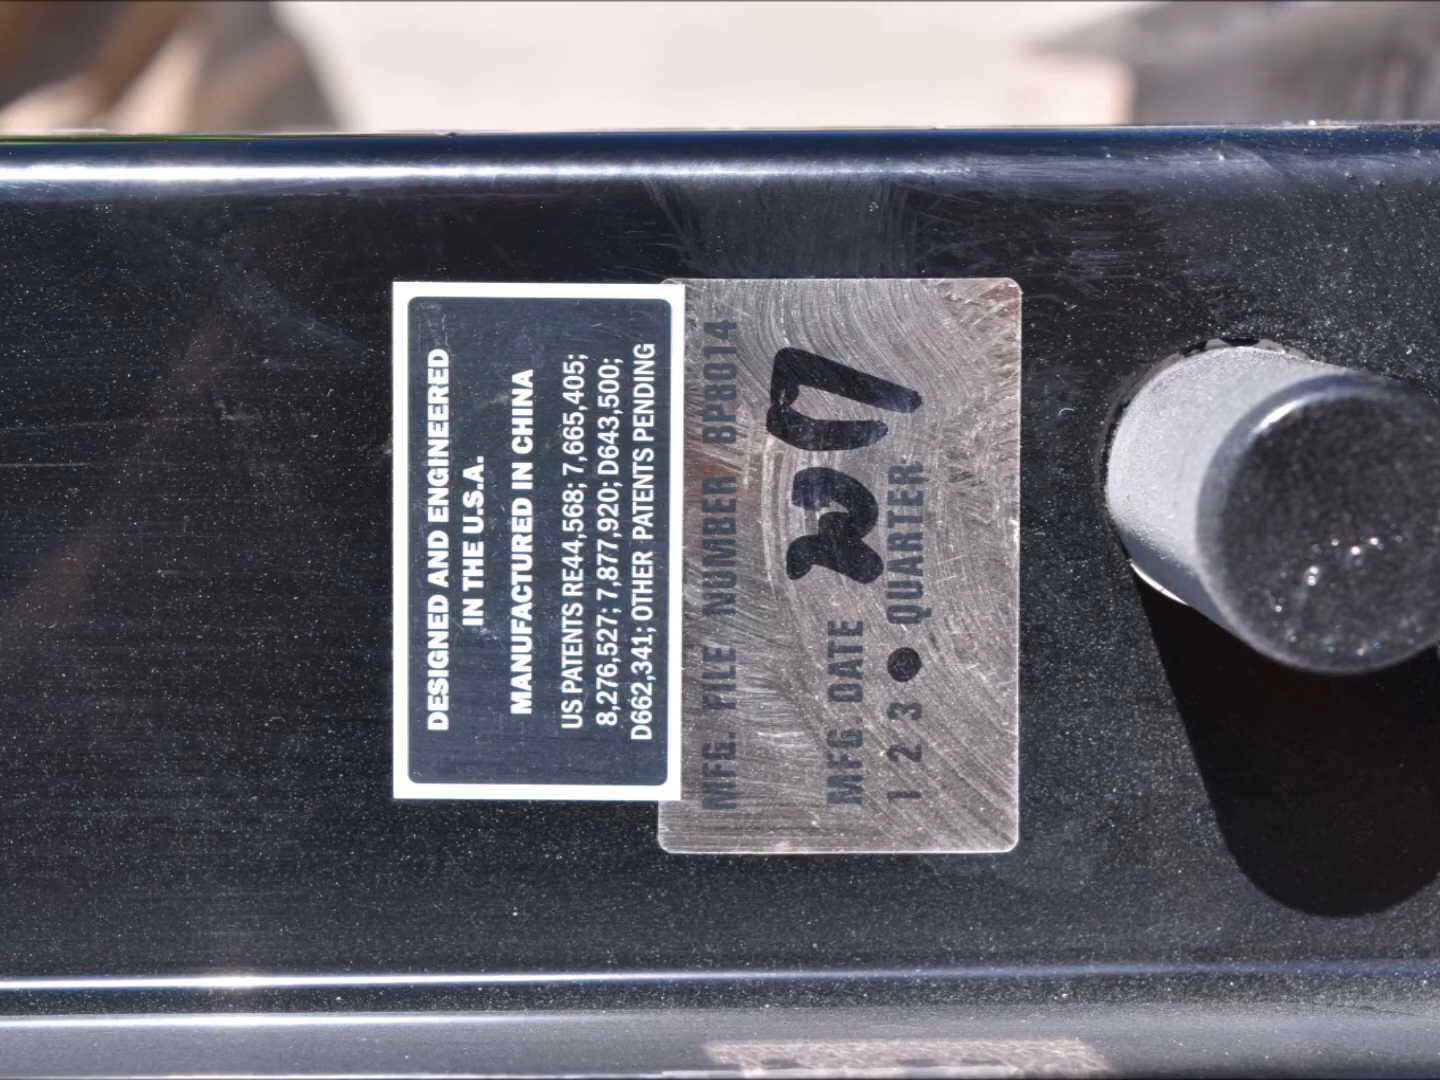 DESIGNED AND ENGINEERED
IN THE U.S.A.
MANUFACTURED IN CHINA
US PATENTS RE44,568; 7,665,405;
8,276,527; 7,877,920; D643,500;
D662,341; OTHER PATENTS PENDING
MFG. FILE NUMBER BP8014
MFG. DATE 2017
1 2 3 ● QUARTER